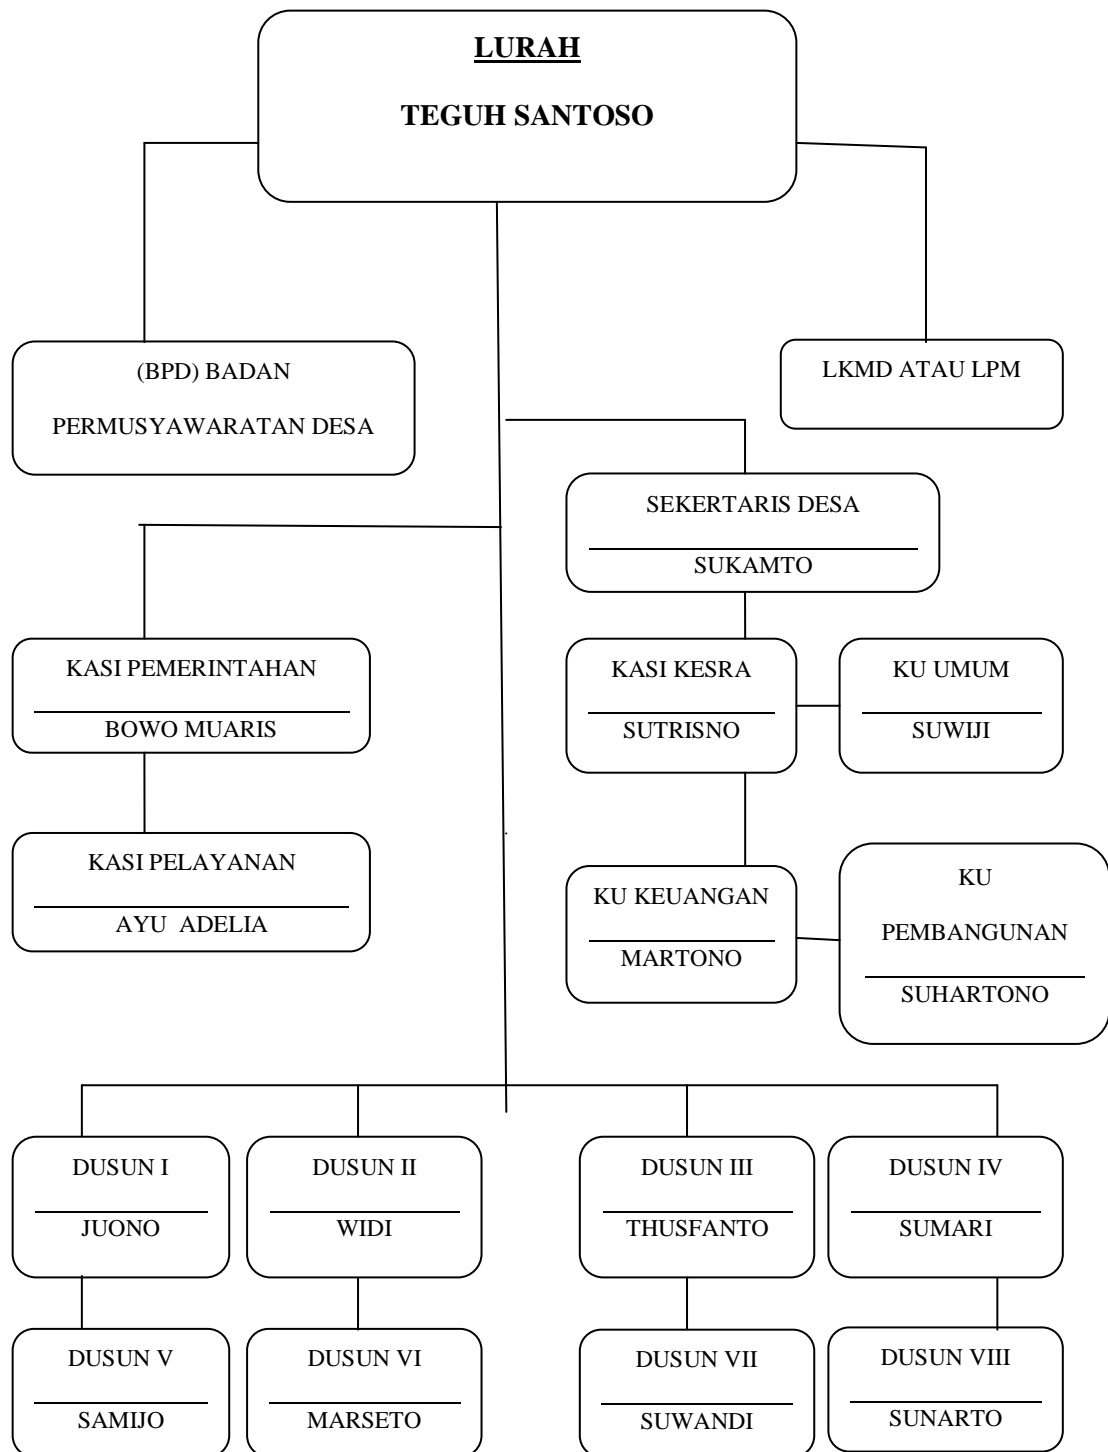 LURAH
TEGUH SANTOSO
(BPD) BADAN
PERMUSYAWARATAN DESA
LKMD ATAU LPM
SEKERTARIS DESA
SUKAMTO
KASI PEMERINTAHAN
BOWO MUARIS
KASI KESRA
SUTRISNO
KU UMUM
SUWIJI
KASI PELAYANAN
AYU ADELIA
KU KEUANGAN
MARTONO
KU
PEMBANGUNAN
SUHARTONO
DUSUN I
JUONO
DUSUN II
WIDI
DUSUN III
THUSFANTO
DUSUN IV
SUMARI
DUSUN V
SAMIJO
DUSUN VI
MARSETO
DUSUN VII
SUWANDI
DUSUN VIII
SUNARTO